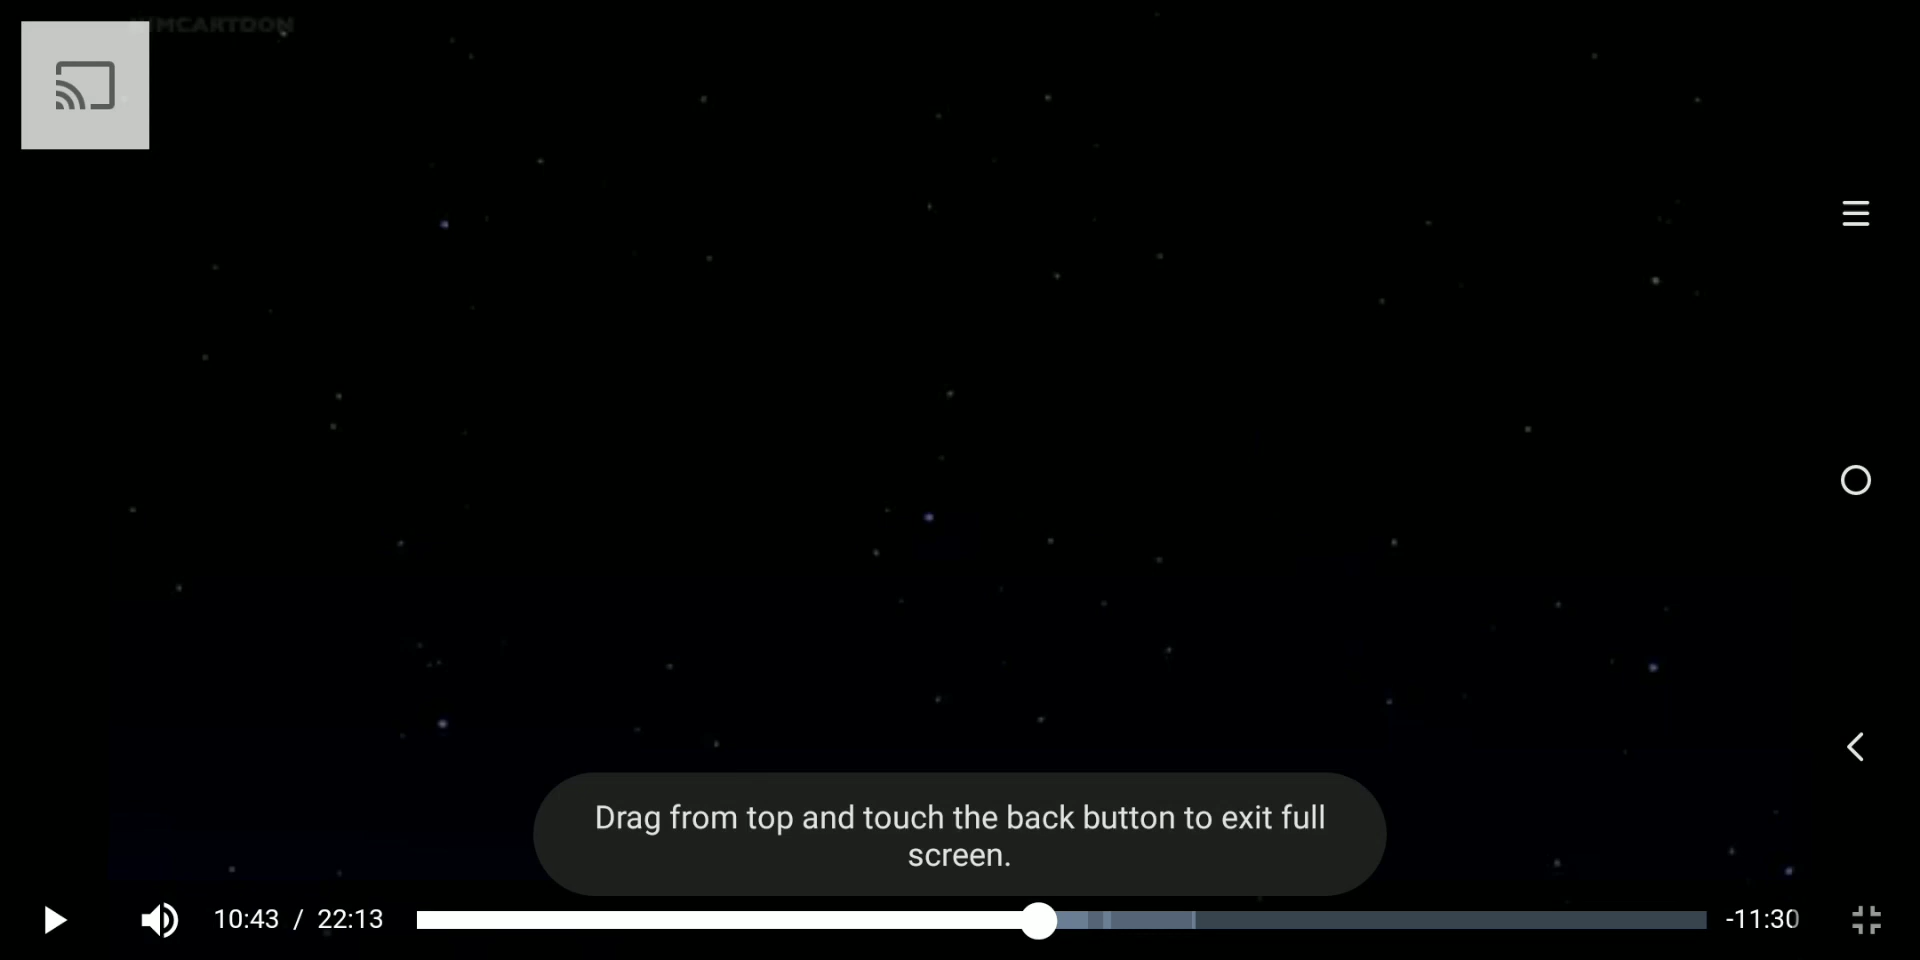 Drag from top and touch the back button to exit full
screen.
10:43 / 22:13
-11:30